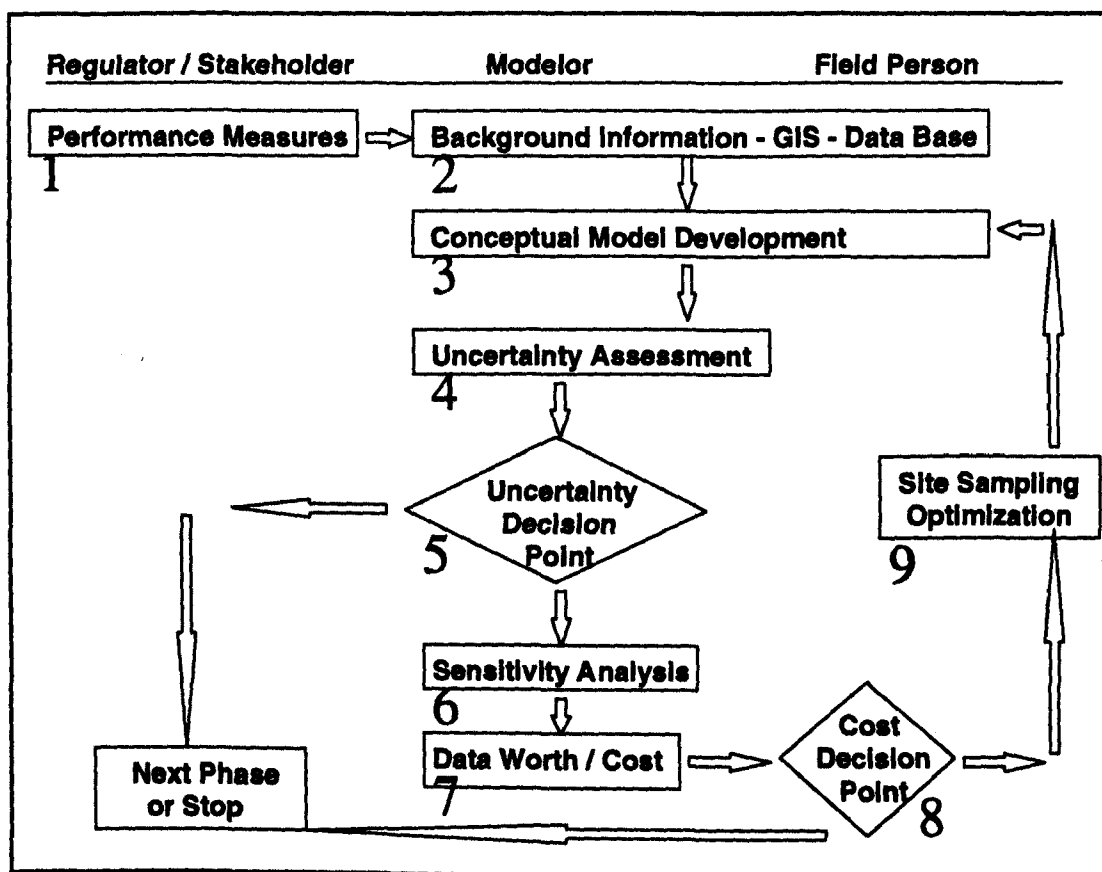 Regulator / Stakeholder Modelor Field Person
Performance Measures
1
Background Information - GIS - Data Base
2
Conceptual Model Development
3
Uncertainty Assessment
4
Uncertainty
Decision
Point
5
Site Sampling
Optimization
9
Sensitivity Analysis
6
Data Worth / Cost
7
Cost
Decision
Point
8
Next Phase
or Stop